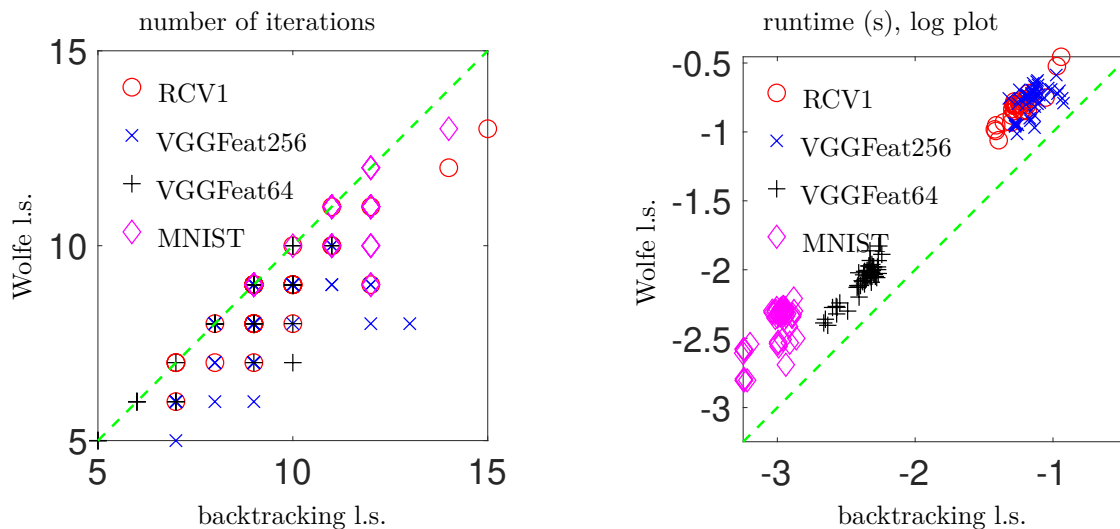 number of iterations
15
RCV1
VGGFeat256
VGGFeat64
MNIST
10
5
Wolfe l.s.
5
10
15
backtracking l.s.
runtime (s), log plot
-0.5
RCV1
-1
VGGFeat256
-1.5
VGGFeat64
MNIST
-2
-2.5
-3
Wolfe l.s.
-3
-2
-1
backtracking l.s.